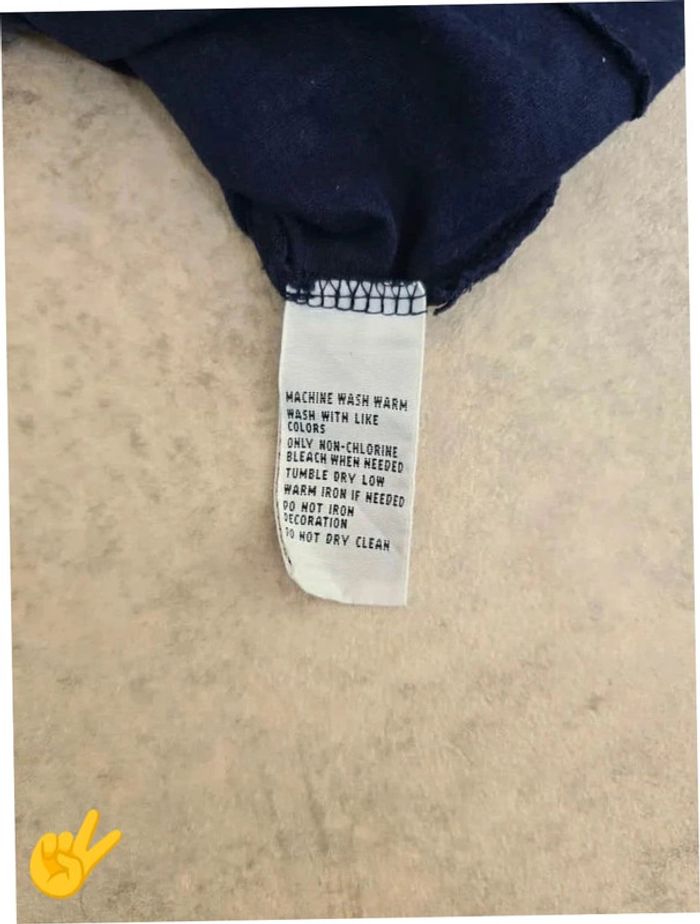 MACHINE WASH WARM
WASH WITH LIKE
COLORS
ONLY NON-CHLORINE
BLEACH WHEN NEEDED
TUMBLE DRY LOW
WARM IRON IF NEEDED
DO NOT IRON
DECORATION
DO NOT DRY CLEAN